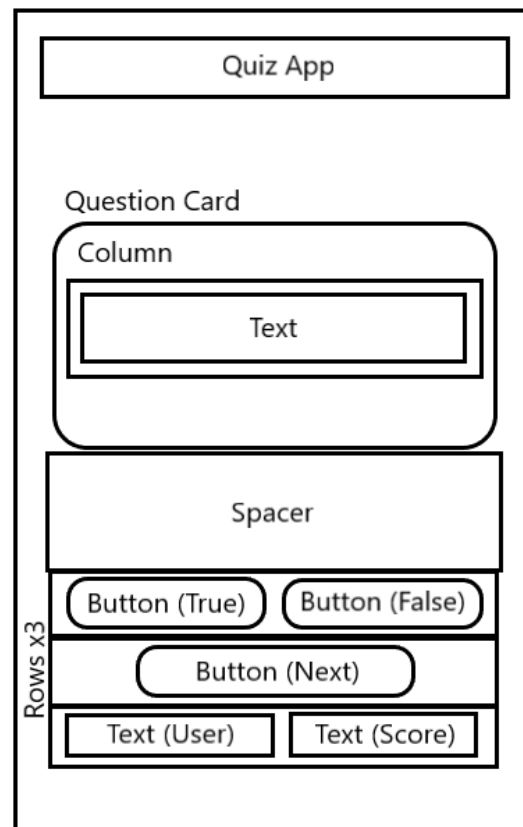 Quiz App
Question Card
Column
Text
Spacer
Rows x3
Button (True)
Button (False)
Button (Next)
Text (User)
Text (Score)